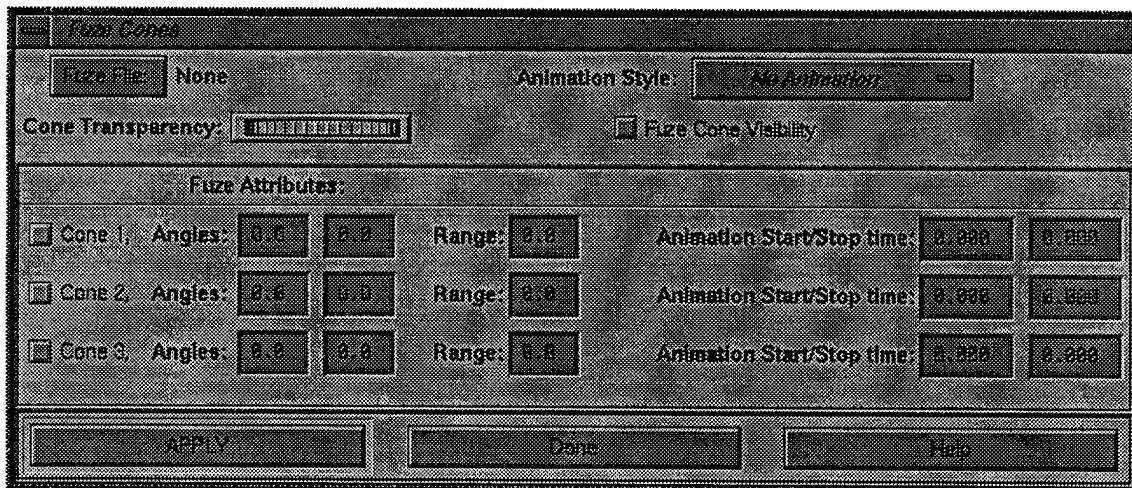 Fuze Cones
Fuze File: None Animation Style: No Animation
Cone Transparency: Fuze Cone Visibility
Fuze Attributes:
Cone 1, Angles: 0.0 0.0 Range: 0.0 Animation Start/Stop time: 0.000 0.000
Cone 2, Angles: 0.0 0.0 Range: 0.0 Animation Start/Stop time: 0.000 0.000
Cone 3, Angles: 0.0 0.0 Range: 0.0 Animation Start/Stop time: 0.000 0.000
APPLY Done Help